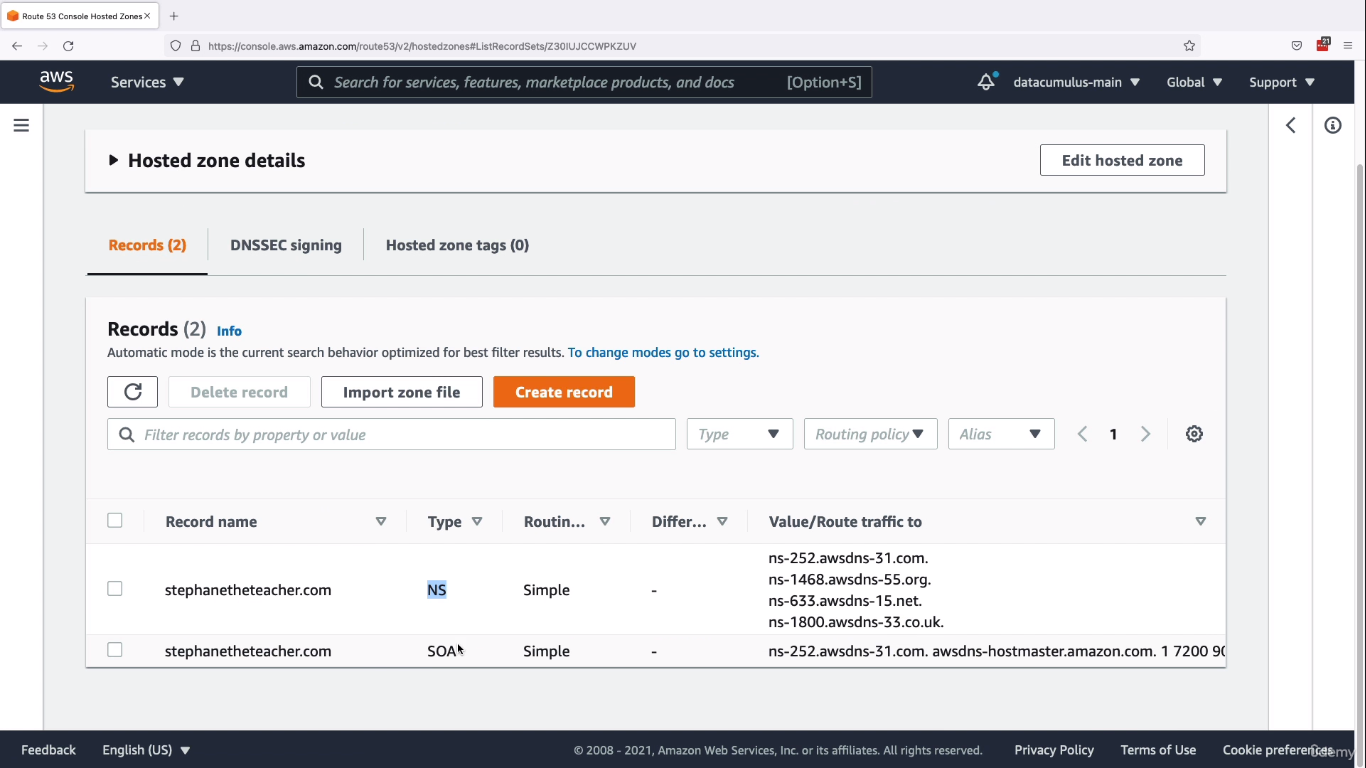 Route 53 Console Hosted Zones
https://console.aws.amazon.com/route53/v2/hostedzones#ListRecordSets/Z30IUJCCWPKZUV
21
aws
Services
Search for services, features, marketplace products, and docs [Option+S]
datacumulus-main
Global
Support
Hosted zone details
Edit hosted zone
Records (2)
DNSSEC signing
Hosted zone tags (0)
Records (2) Info
Automatic mode is the current search behavior optimized for best filter results. To change modes go to settings.
Delete record
Import zone file
Create record
Filter records by property or value
Type
Routing policy
Alias
1
Record name Type Routin... Differ... Value/Route traffic to
stephanetheteacher.com NS Simple - ns-252.awsdns-31.com.
ns-1468.awsdns-55.org.
ns-633.awsdns-15.net.
ns-1800.awsdns-33.co.uk.
stephanetheteacher.com SOA Simple - ns-252.awsdns-31.com. awsdns-hostmaster.amazon.com. 1 7200 90
Feedback English (US) © 2008 - 2021, Amazon Web Services, Inc. or its affiliates. All rights reserved. Privacy Policy Terms of Use Cookie preferences
Udemy